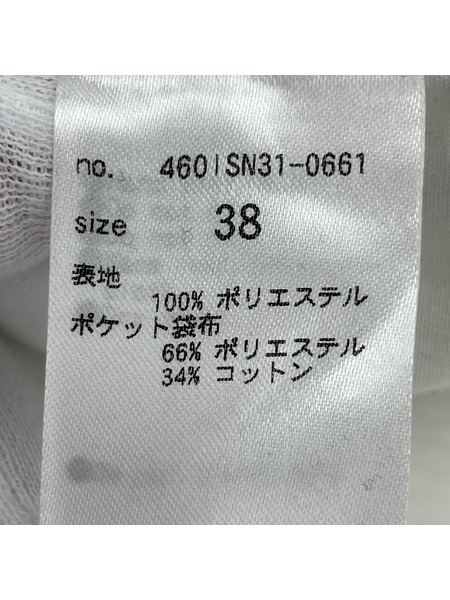 no. 460ISN31-0661
size 38
表地
100% ポリエステル
ポケット袋布
66% ポリエステル
34% コットン